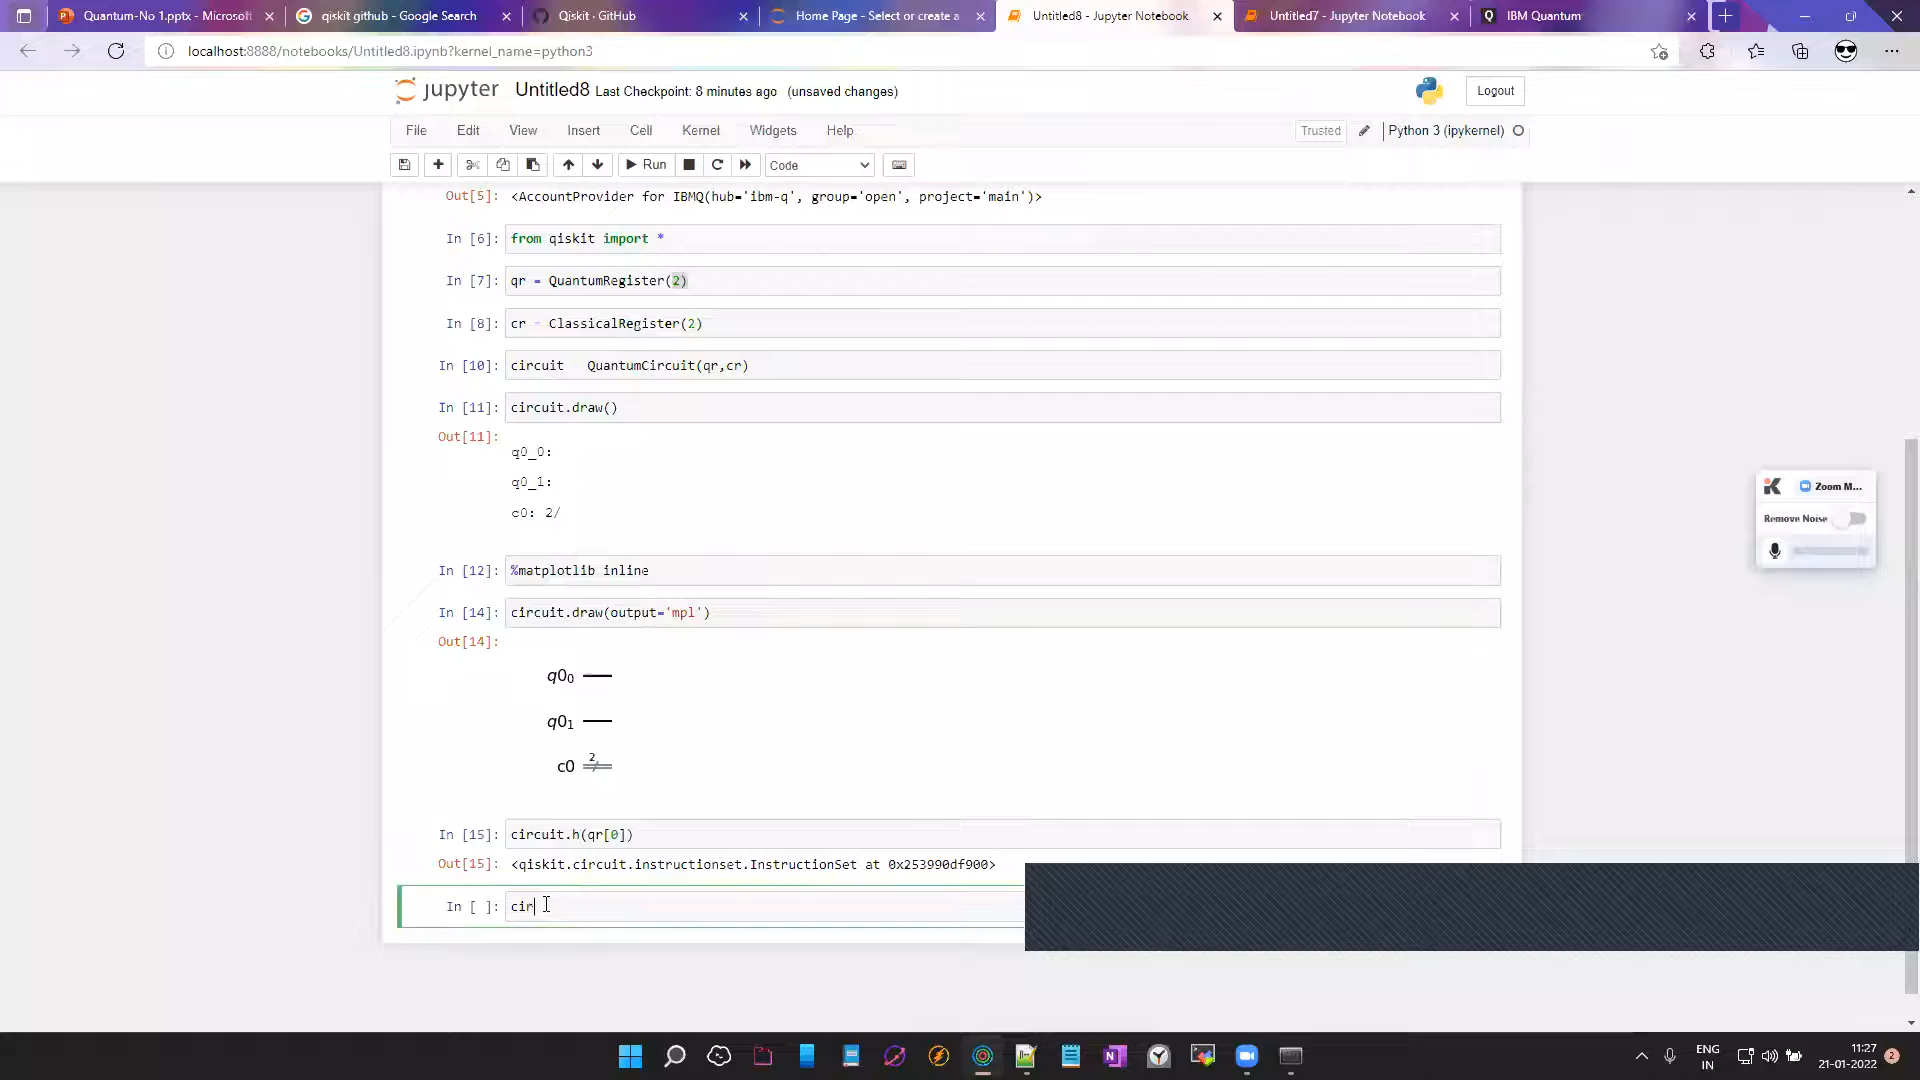 Quantum-No 1.pptx - Microsoft
qiskit github - Google Search
Qiskit · GitHub
Home Page - Select or create a
Untitled8 - Jupyter Notebook
Untitled7 - Jupyter Notebook
IBM Quantum
localhost:8888/notebooks/Untitled8.ipynb?kernel_name=python3
jupyter Untitled8 Last Checkpoint: 8 minutes ago (unsaved changes)
Logout
File Edit View Insert Cell Kernel Widgets Help
Trusted
Python 3 (ipykernel)
Run
Code
Out[5]: <AccountProvider for IBMQ(hub='ibm-q', group='open', project='main')>
In [6]: from qiskit import *
In [7]: qr = QuantumRegister(2)
In [8]: cr = ClassicalRegister(2)
In [10]: circuit QuantumCircuit(qr,cr)
In [11]: circuit.draw()
Out[11]:
q0_0:
q0_1:
c0: 2/
In [12]: %matplotlib inline
In [14]: circuit.draw(output='mpl')
Out[14]:
q0₀
q0₁
2
c0
In [15]: circuit.h(qr[0])
Out[15]: <qiskit.circuit.instructionset.InstructionSet at 0x253990df900>
In [ ]: cir
Zoom M...
Remove Noise
ENG
IN
11:27
21-01-2022
2